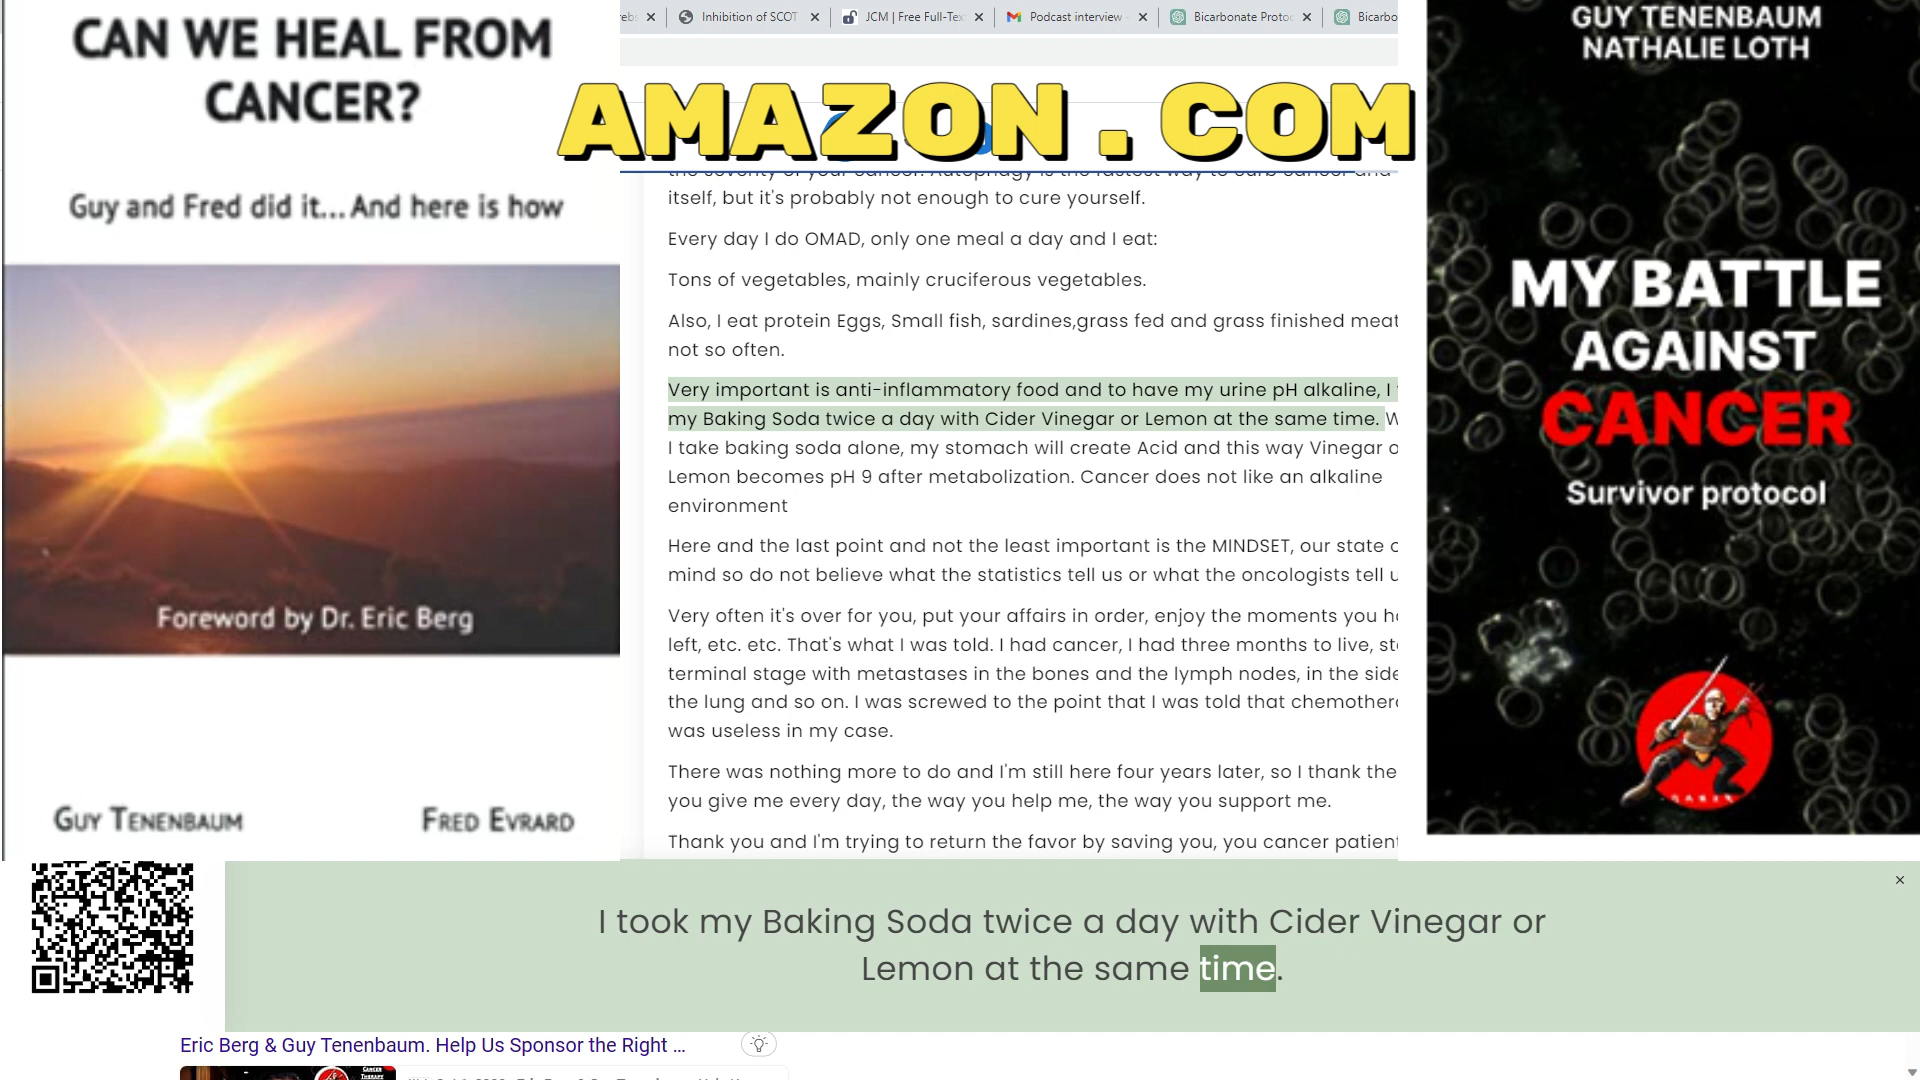 CAN WE HEAL FROM
CANCER?
Guy and Fred did it... And here is how
Foreword by Dr. Eric Berg
GUY TENENBAUM FRED EVRARD
Inhibition of SCOT
JCM | Free Full-Tex
Podcast interview -
Bicarbonate Protoc
Bicarbo
AMAZON . COM
itself, but it's probably not enough to cure yourself.
Every day I do OMAD, only one meal a day and I eat:
Tons of vegetables, mainly cruciferous vegetables.
Also, I eat protein Eggs, Small fish, sardines,grass fed and grass finished meat
not so often.
Very important is anti-inflammatory food and to have my urine pH alkaline, I
my Baking Soda twice a day with Cider Vinegar or Lemon at the same time. W
I take baking soda alone, my stomach will create Acid and this way Vinegar o
Lemon becomes pH 9 after metabolization. Cancer does not like an alkaline
environment
Here and the last point and not the least important is the MINDSET, our state o
mind so do not believe what the statistics tell us or what the oncologists tell u
Very often it's over for you, put your affairs in order, enjoy the moments you ha
left, etc. etc. That's what I was told. I had cancer, I had three months to live, sta
terminal stage with metastases in the bones and the lymph nodes, in the side
the lung and so on. I was screwed to the point that I was told that chemothera
was useless in my case.
There was nothing more to do and I'm still here four years later, so I thank the
you give me every day, the way you help me, the way you support me.
Thank you and I'm trying to return the favor by saving you, you cancer patient
GUY TENENBAUM
NATHALIE LOTH
MY BATTLE
AGAINST
CANCER
Survivor protocol
I took my Baking Soda twice a day with Cider Vinegar or
Lemon at the same time.
Eric Berg & Guy Tenenbaum. Help Us Sponsor the Right ...